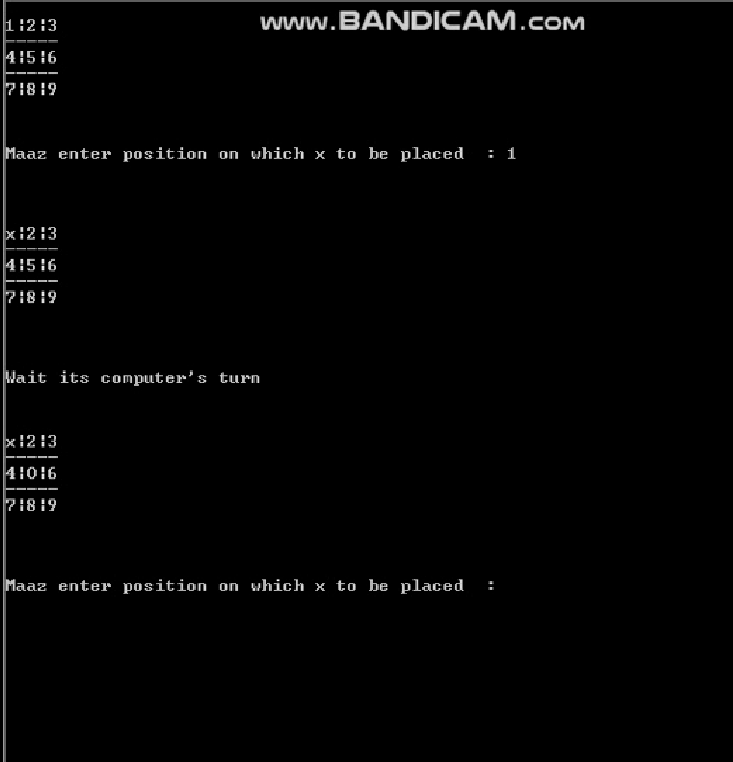 www.BANDICAM.com
1|2|3
-----
4|5|6
-----
7|8|9
Maaz enter position on which x to be placed  : 1
x|2|3
-----
4|5|6
-----
7|8|9
Wait its computer's turn
x|2|3
-----
4|O|6
-----
7|8|9
Maaz enter position on which x to be placed  :